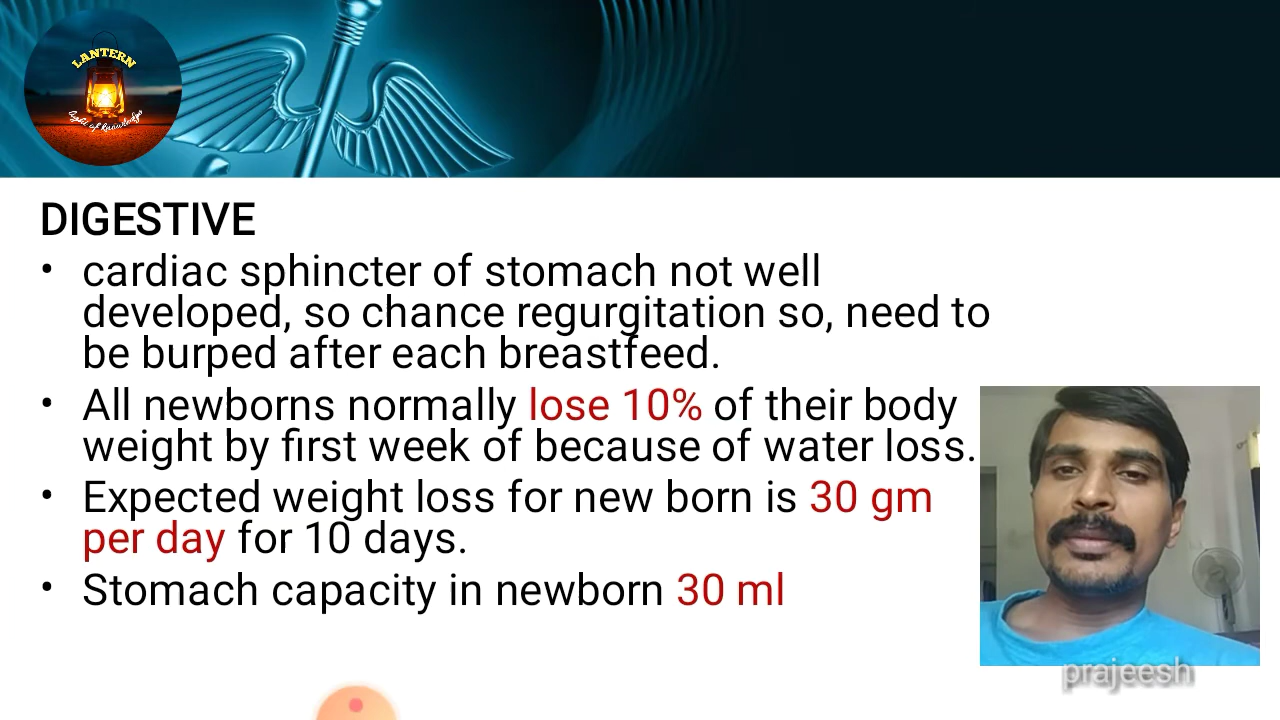 LANTERN
light of knowledge
DIGESTIVE
• cardiac sphincter of stomach not well
developed, so chance regurgitation so, need to
be burped after each breastfeed.
• All newborns normally lose 10% of their body
weight by first week of because of water loss.
• Expected weight loss for new born is 30 gm
per day for 10 days.
• Stomach capacity in newborn 30 ml
prajeesh